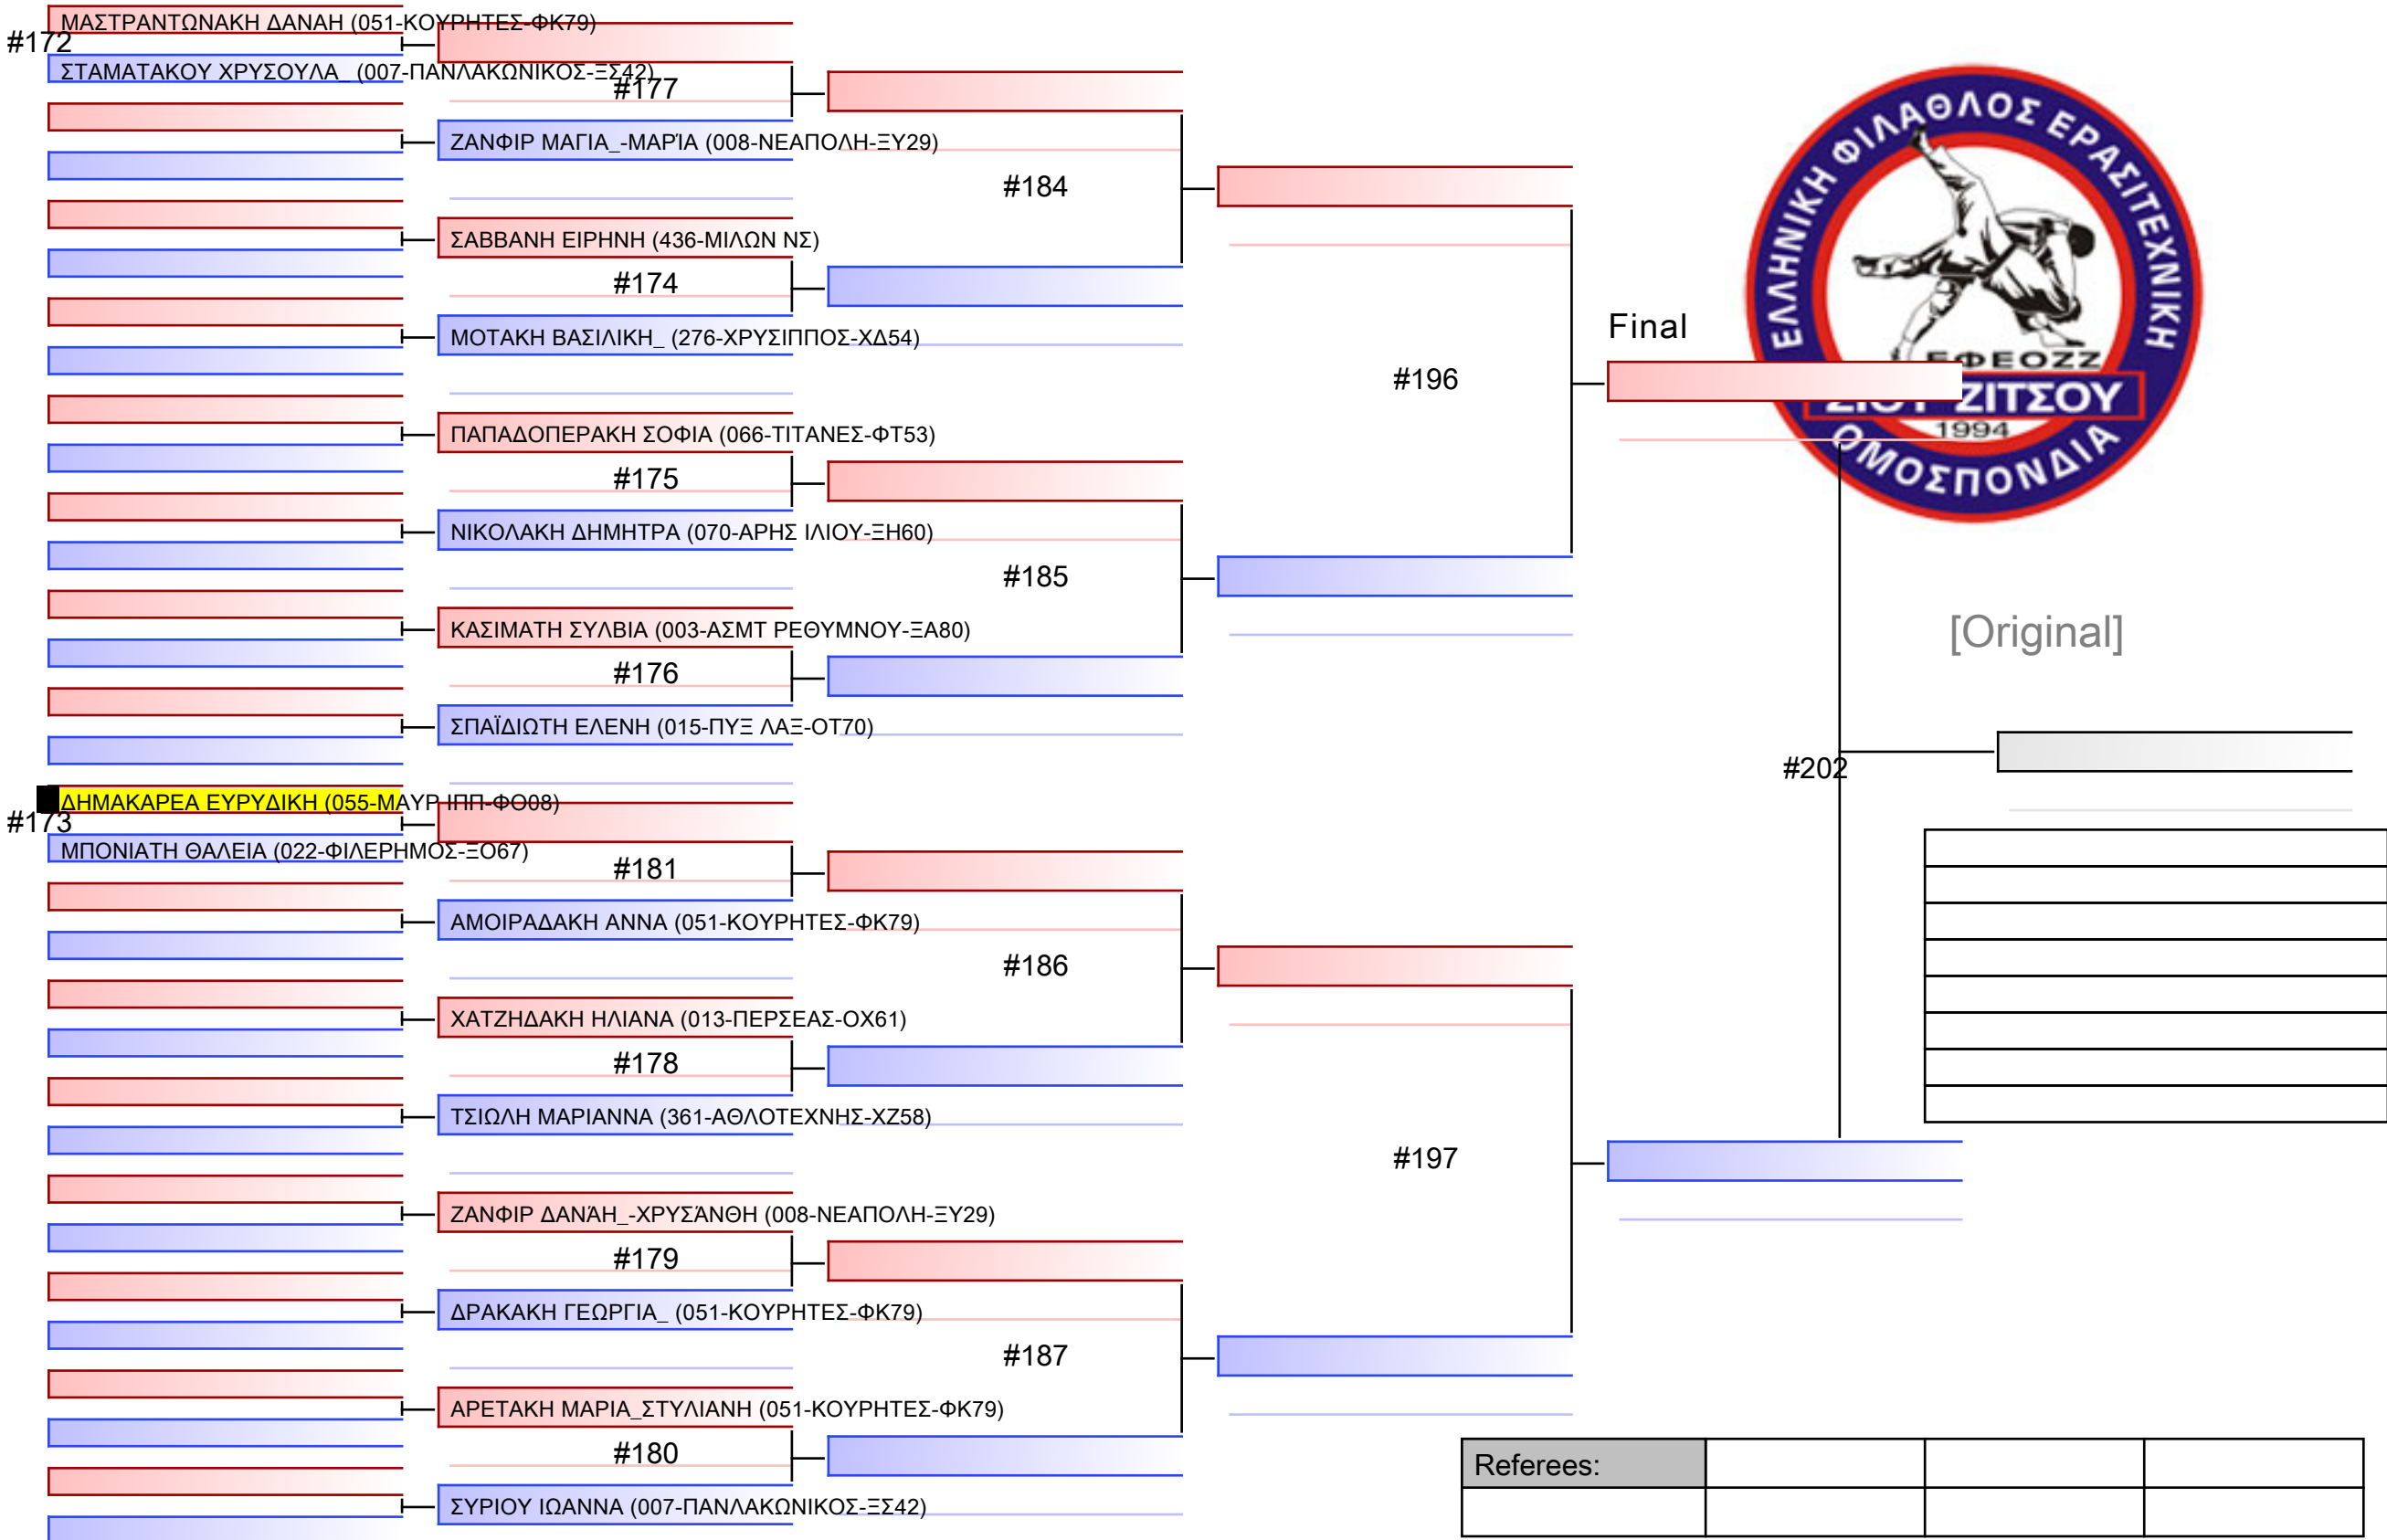 ΜΑΣΤΡΑΝΤΩΝΑΚΗ ΔΑΝΑΗ (051-ΚΟΥΡΗΤΕΣ-ΦΚ79)
#172
ΣΤΑΜΑΤΑΚΟΥ ΧΡΥΣΟΥΛΑ_ (007-ΠΑΝΛΑΚΩΝΙΚΟΣ-ΞΣ42)
#177
ΖΑΝΦΙΡ ΜΑΓΙΑ_-ΜΑΡΊΑ (008-ΝΕΑΠΟΛΗ-ΞΥ29)
#184
ΣΑΒΒΑΝΗ ΕΙΡΗΝΗ (436-ΜΙΛΩΝ ΝΣ)
#174
ΜΟΤΑΚΗ ΒΑΣΙΛΙΚΗ_ (276-ΧΡΥΣΙΠΠΟΣ-ΧΔ54)
#196
ΠΑΠΑΔΟΠΕΡΑΚΗ ΣΟΦΙΑ (066-ΤΙΤΑΝΕΣ-ΦΤ53)
#175
ΝΙΚΟΛΑΚΗ ΔΗΜΗΤΡΑ (070-ΑΡΗΣ ΙΛΙΟΥ-ΞΗ60)
#185
ΚΑΣΙΜΑΤΗ ΣΥΛΒΙΑ (003-ΑΣΜΤ ΡΕΘΥΜΝΟΥ-ΞΑ80)
#176
ΣΠΑΪΔΙΩΤΗ ΕΛΕΝΗ (015-ΠΥΞ ΛΑΞ-ΟΤ70)
ΔΗΜΑΚΑΡΕΑ ΕΥΡΥΔΙΚΗ (055-ΜΑΥΡ ΙΠΠ-ΦΟ08)
#173
ΜΠΟΝΙΑΤΗ ΘΑΛΕΙΑ (022-ΦΙΛΕΡΗΜΟΣ-ΞΟ67)
#181
ΑΜΟΙΡΑΔΑΚΗ ΑΝΝΑ (051-ΚΟΥΡΗΤΕΣ-ΦΚ79)
#186
ΧΑΤΖΗΔΑΚΗ ΗΛΙΑΝΑ (013-ΠΕΡΣΕΑΣ-ΟΧ61)
#178
ΤΣΙΩΛΗ ΜΑΡΙΑΝΝΑ (361-ΑΘΛΟΤΕΧΝΗΣ-ΧΖ58)
#197
ΖΑΝΦΙΡ ΔΑΝΆΗ_-ΧΡΥΣΆΝΘΗ (008-ΝΕΑΠΟΛΗ-ΞΥ29)
#179
ΔΡΑΚΑΚΗ ΓΕΩΡΓΙΑ_ (051-ΚΟΥΡΗΤΕΣ-ΦΚ79)
#187
ΑΡΕΤΑΚΗ ΜΑΡΙΑ_ΣΤΥΛΙΑΝΗ (051-ΚΟΥΡΗΤΕΣ-ΦΚ79)
#180
ΣΥΡΙΟΥ ΙΩΑΝΝΑ (007-ΠΑΝΛΑΚΩΝΙΚΟΣ-ΞΣ42)
Final
ΕΛΛΗΝΙΚΗ ΦΙΛΑΘΛΟΣ ΕΡΑΣΙΤΕΧΝΙΚΗ
ΕΦΕΟΖΖ
ΖΙΤΣΟΥ
1994
ΟΜΟΣΠΟΝΔΙΑ
[Original]
#202
Referees: